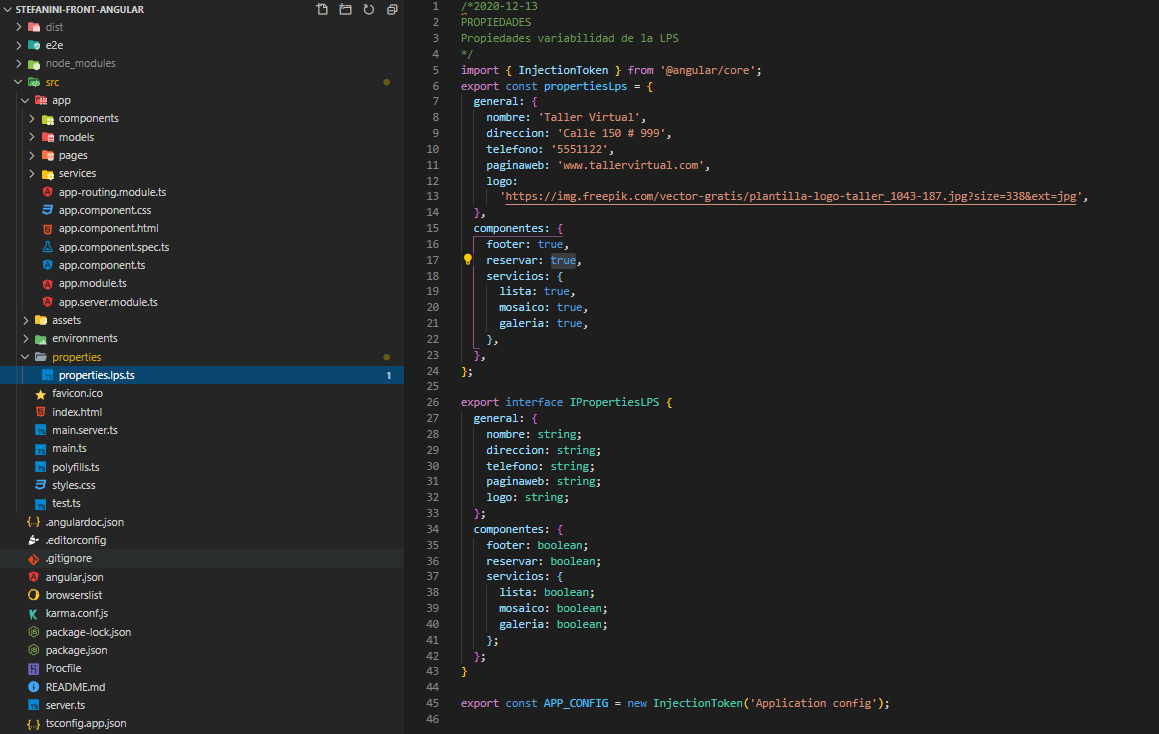 STEFANINI-FRONT-ANGULAR
dist
e2e
node_modules
src
app
components
models
pages
services
app-routing.module.ts
app.component.css
app.component.html
app.component.spec.ts
app.component.ts
app.module.ts
app.server.module.ts
assets
environments
properties
properties.lps.ts 1
favicon.ico
index.html
main.server.ts
main.ts
polyfills.ts
styles.css
test.ts
.angulardoc.json
.editorconfig
.gitignore
angular.json
browserslist
karma.conf.js
package-lock.json
package.json
Procfile
README.md
server.ts
tsconfig.app.json
1 /*2020-12-13
2 PROPIEDADES
3 Propiedades variabilidad de la LPS
4 */
5 import { InjectionToken } from '@angular/core';
6 export const propertiesLps = {
7 general: {
8 nombre: 'Taller Virtual',
9 direccion: 'Calle 150 # 999',
10 telefono: '5551122',
11 paginaweb: 'www.tallervirtual.com',
12 logo:
13 'https://img.freepik.com/vector-gratis/plantilla-logo-taller_1043-187.jpg?size=338&ext=jpg',
14 },
15 componentes: {
16 footer: true,
17 reservar: true,
18 servicios: {
19 lista: true,
20 mosaico: true,
21 galeria: true,
22 },
23 },
24 };
25
26 export interface IPropertiesLPS {
27 general: {
28 nombre: string;
29 direccion: string;
30 telefono: string;
31 paginaweb: string;
32 logo: string;
33 };
34 componentes: {
35 footer: boolean;
36 reservar: boolean;
37 servicios: {
38 lista: boolean;
39 mosaico: boolean;
40 galeria: boolean;
41 };
42 };
43 }
44
45 export const APP_CONFIG = new InjectionToken('Application config');
46